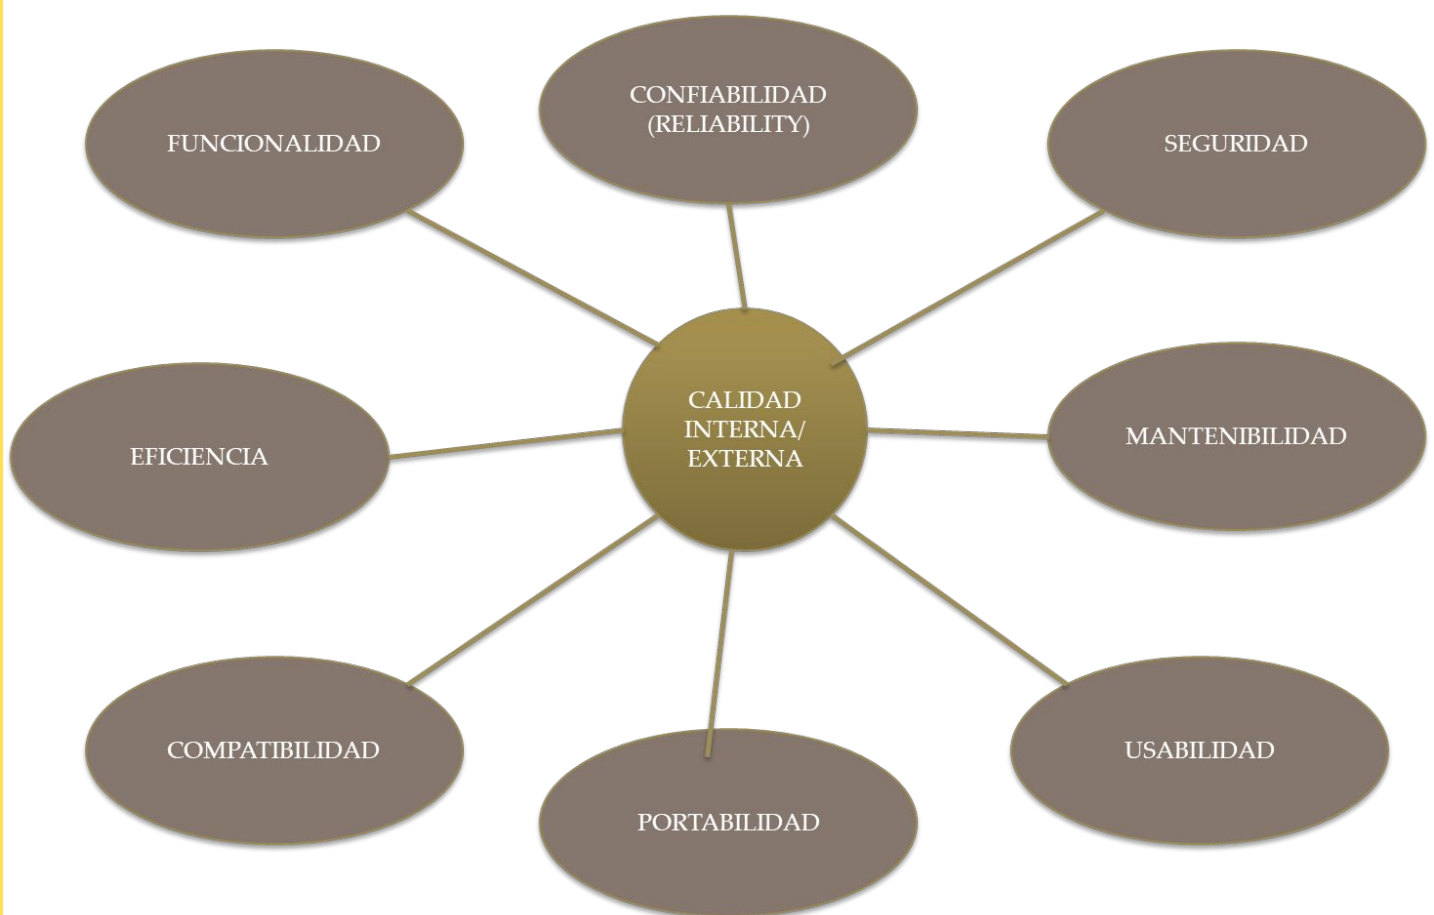 CONFIABILIDAD
(RELIABILITY)
FUNCIONALIDAD
SEGURIDAD
CALIDAD
INTERNA/
EXTERNA
MANTENIBILIDAD
EFICIENCIA
COMPATIBILIDAD
USABILIDAD
PORTABILIDAD